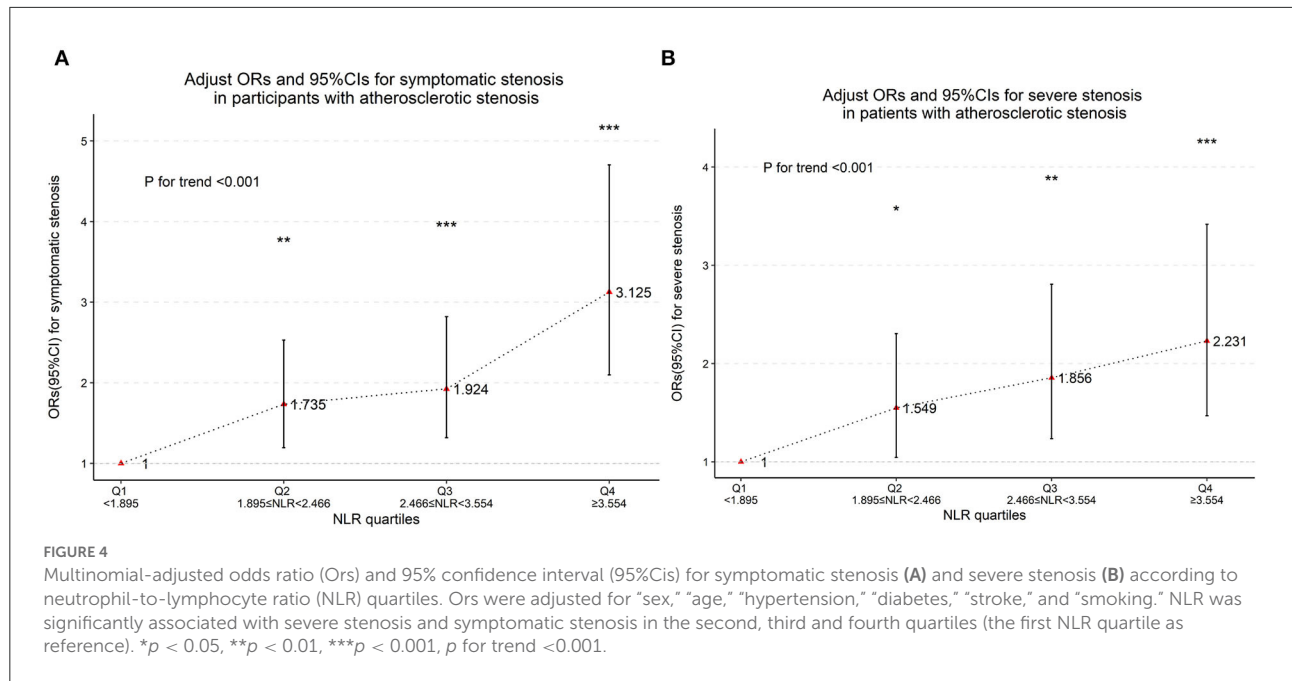 A
Adjust ORs and 95%CIs for symptomatic stenosis
in participants with atherosclerotic stenosis
ORs(95%CI) for symptomatic stenosis
5
4
3
2
1
P for trend <0.001
**
***
***
1
1.735
1.924
3.125
Q1
<1.895
Q2
1.895≤NLR<2.466
Q3
2.466≤NLR<3.554
Q4
≥3.554
NLR quartiles
B
Adjust ORs and 95%CIs for severe stenosis
in patients with atherosclerotic stenosis
ORs(95%CI) for severe stenosis
4
3
2
1
P for trend <0.001
*
**
***
1
1.549
1.856
2.231
Q1
<1.895
Q2
1.895≤NLR<2.466
Q3
2.466≤NLR<3.554
Q4
≥3.554
NLR quartiles
FIGURE 4
Multinomial-adjusted odds ratio (Ors) and 95% confidence interval (95%Cis) for symptomatic stenosis (A) and severe stenosis (B) according to
neutrophil-to-lymphocyte ratio (NLR) quartiles. Ors were adjusted for “sex,” “age,” “hypertension,” “diabetes,” “stroke,” and “smoking.” NLR was
significantly associated with severe stenosis and symptomatic stenosis in the second, third and fourth quartiles (the first NLR quartile as
reference). *p < 0.05, **p < 0.01, ***p < 0.001, p for trend <0.001.